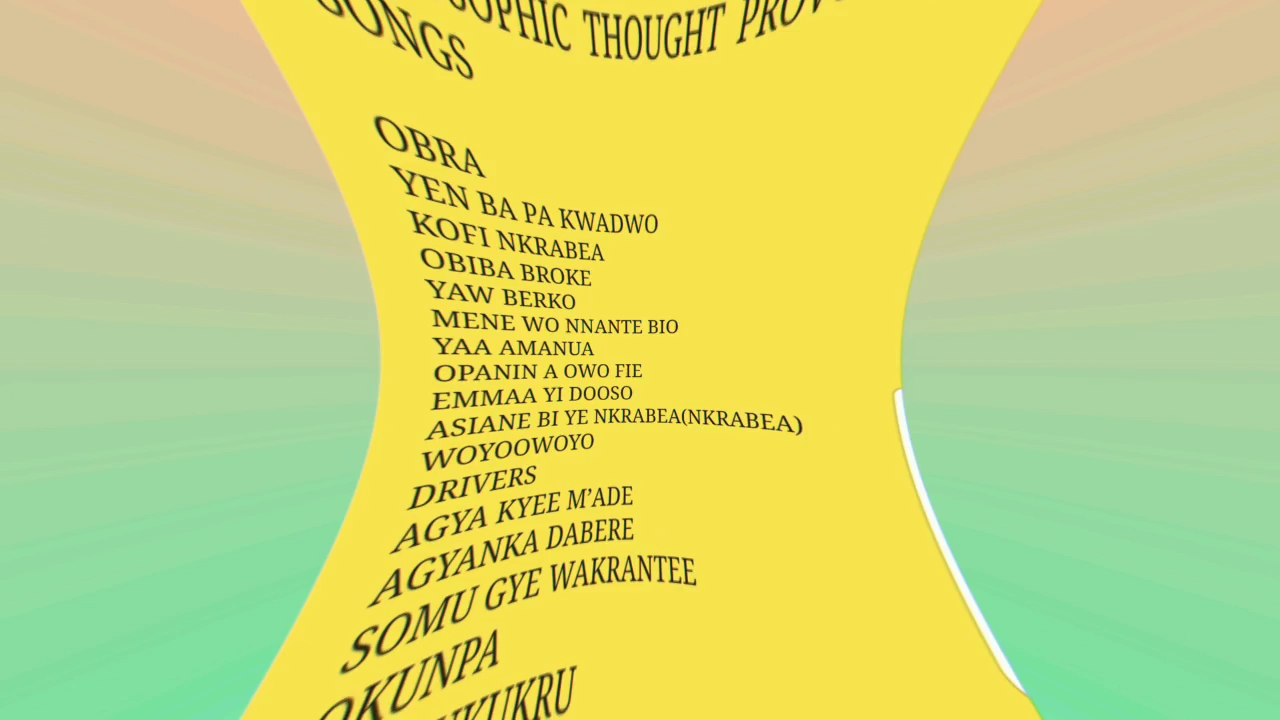 THOUGHT
SONGS
OBRA
YEN BA PA KWADWO
KOFI NKRABEA
OBIBA BROKE
YAW BERKO
MENE WO NNANTE BIO
YAA AMANUA
OPANIN A OWO FIE
EMMAA YI DOOSO
ASIANE BI YE NKRABEA(NKRABEA)
WOYOOWOYO
DRIVERS
AGYA KYEE M’ADE
AGYANKA DABERE
SOMU GYE WAKRANTEE
OKUNPA